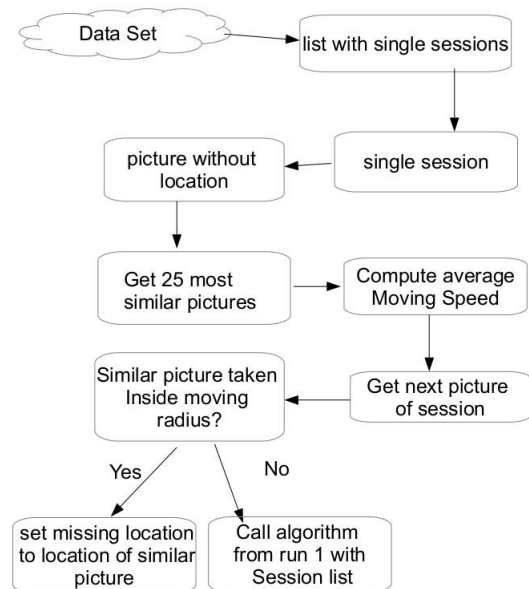 Data Set
list with single sessions
single session
picture without
location
Get 25 most
similar pictures
Compute average
Moving Speed
Get next picture
of session
Similar picture taken
Inside moving
radius?
Yes
No
set missing location
to location of similar
picture
Call algorithm
from run 1 with
Session list